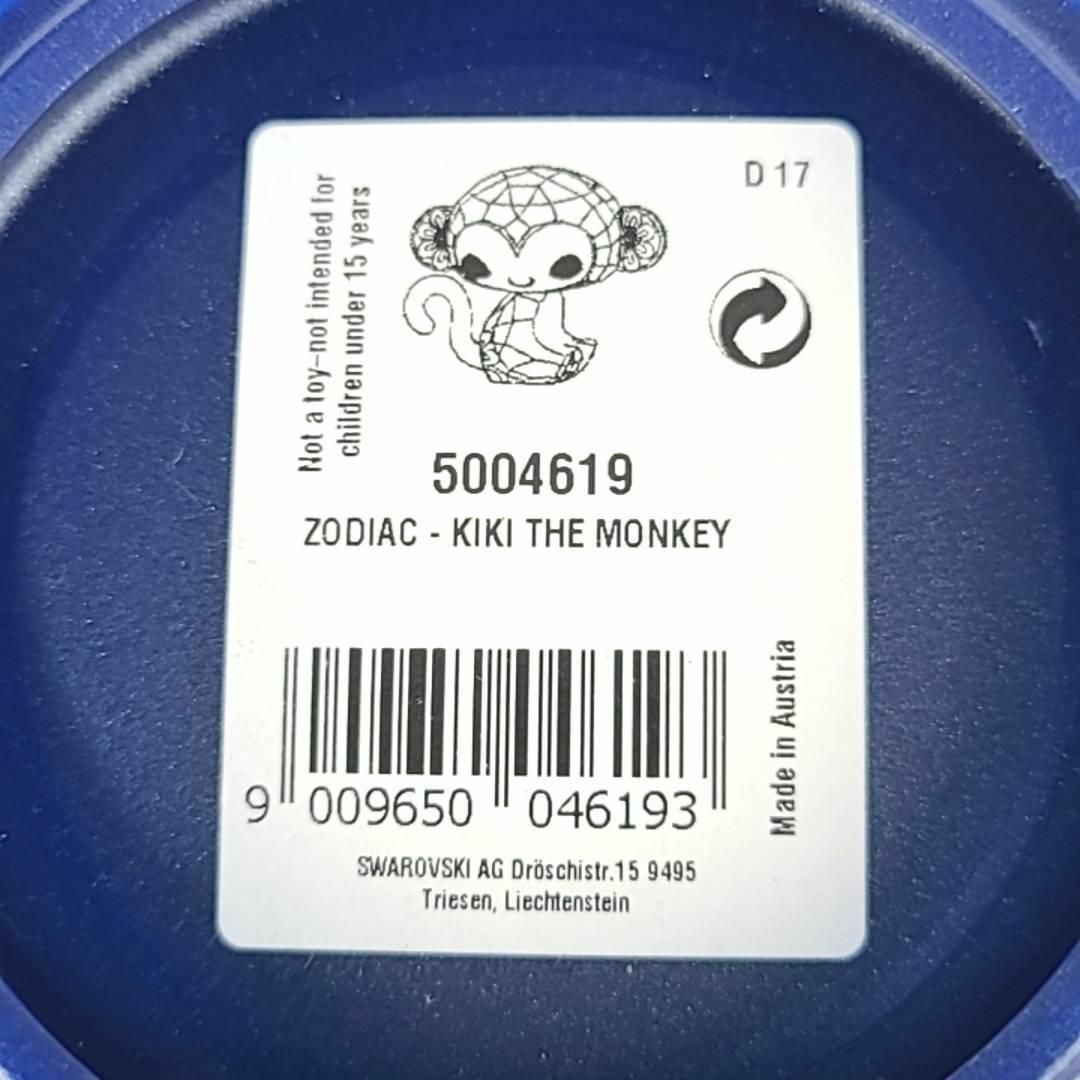 Not a toy–not intended for
children under 15 years
D 17
5004619
ZODIAC - KIKI THE MONKEY
9 009650 046193
Made in Austria
SWAROVSKI AG Dröschistr.15 9495
Triesen, Liechtenstein